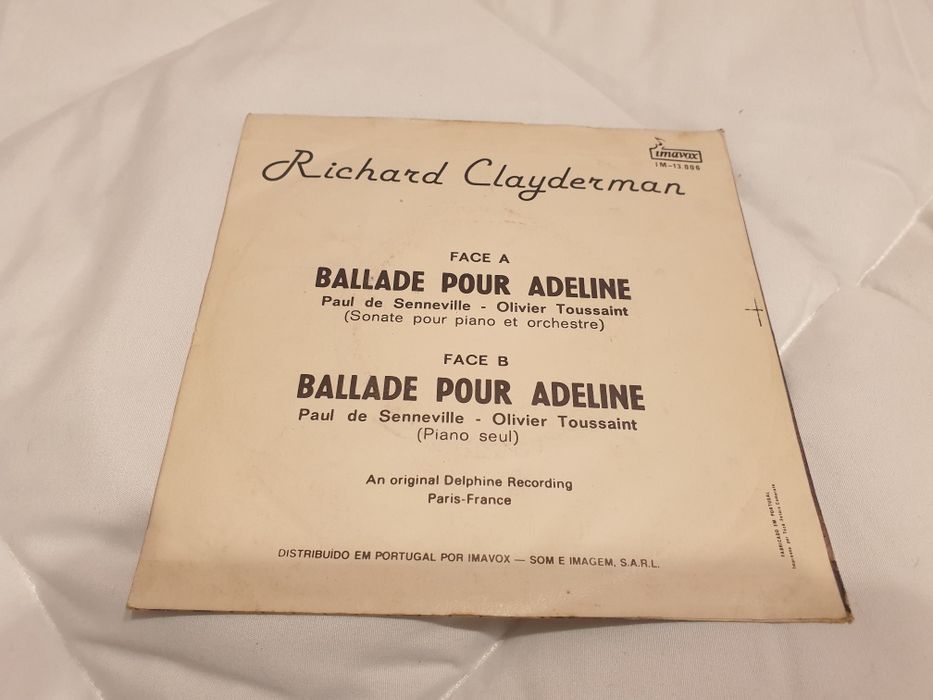 Richard Clayderman
imavox
IM-13.006
FACE A
BALLADE POUR ADELINE
Paul de Senneville - Olivier Toussaint
(Sonate pour piano et orchestre)
FACE B
BALLADE POUR ADELINE
Paul de Senneville - Olivier Toussaint
(Piano seul)
An original Delphine Recording
Paris-France
DISTRIBUÍDO EM PORTUGAL POR IMAVOX — SOM E IMAGEM, S.A.R.L.
FABRICADO EM PORTUGAL